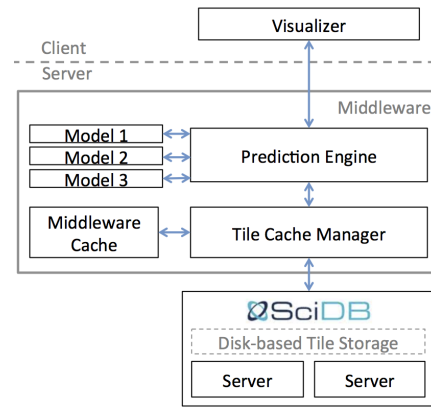 Visualizer
Client
Server
Middleware
Model 1
Model 2
Model 3
Prediction Engine
Middleware
Cache
Tile Cache Manager
SciDB
Disk-based Tile Storage
Server
Server